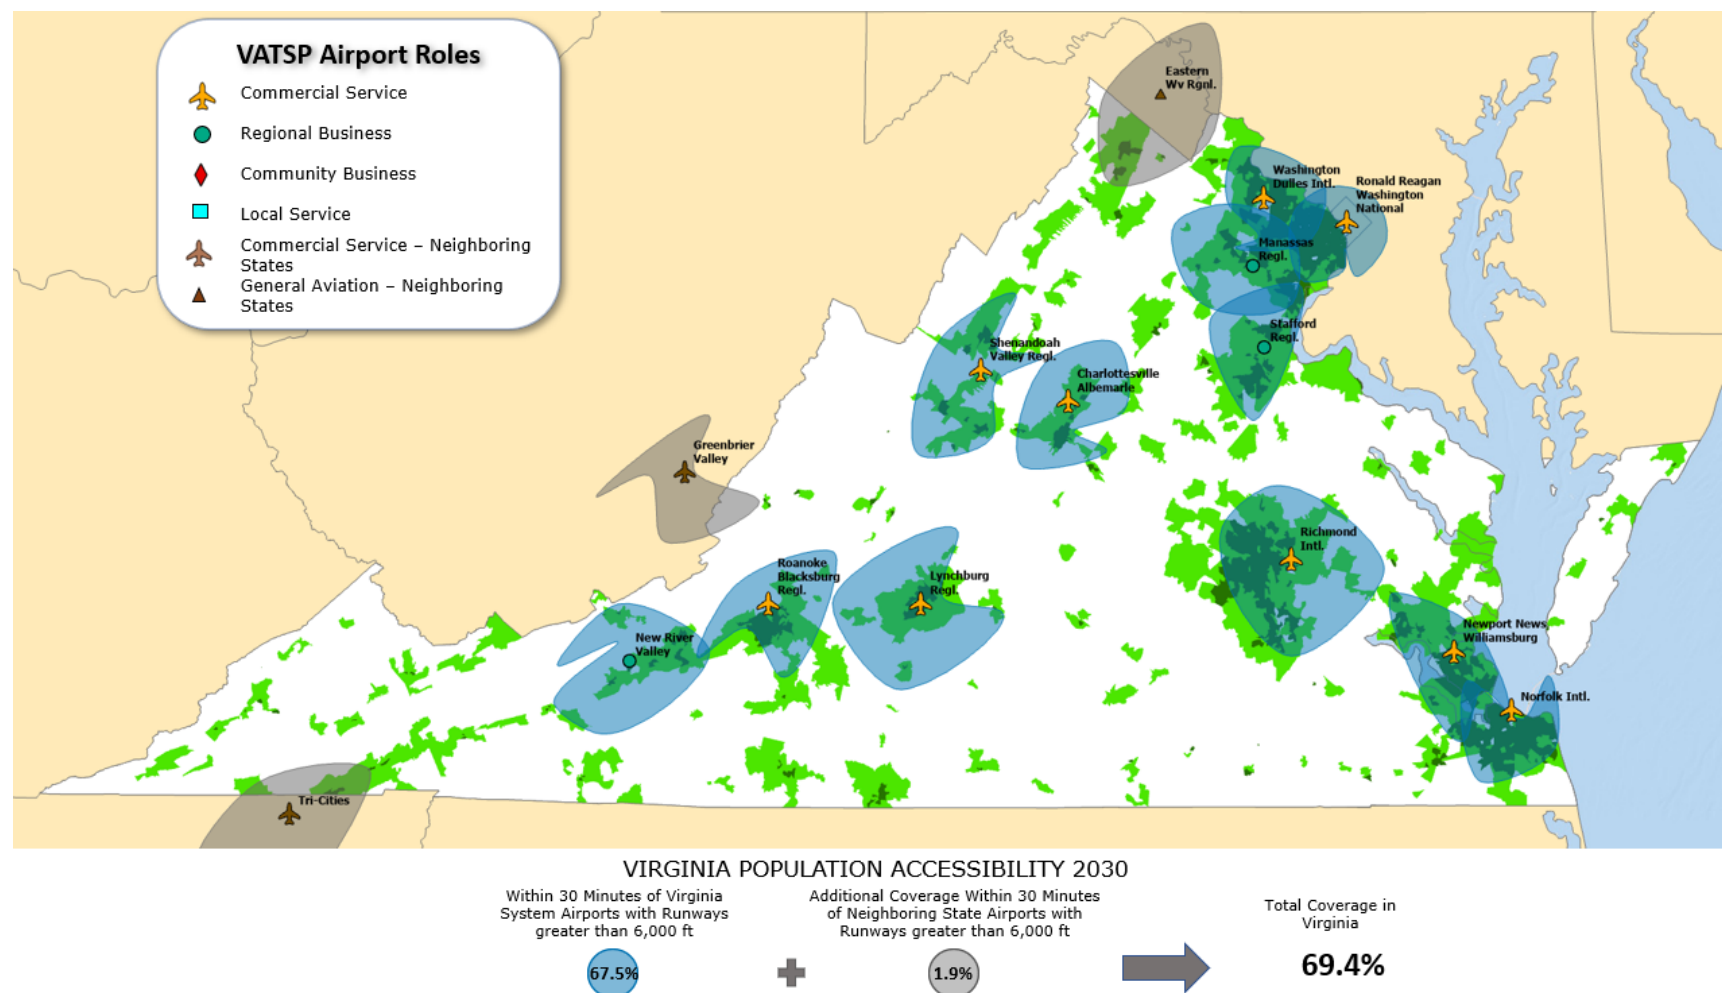 VATSP Airport Roles
Commercial Service
Regional Business
Community Business
Local Service
Commercial Service – Neighboring
States
General Aviation – Neighboring
States
Eastern
Wv Rgnl.
Washington
Dulles Intl.
Ronald Reagan
Washington
National
Manassas
Regl.
Stafford
Regl.
Shenandoah
Valley Regl.
Charlottesville
Albemarle
Greenbrier
Valley
Richmond
Intl.
Roanoke
Blacksburg
Regl.
Lynchburg
Regl.
New River
Valley
Newport News
Williamsburg
Norfolk Intl.
Tri-Cities
VIRGINIA POPULATION ACCESSIBILITY 2030
Within 30 Minutes of Virginia
System Airports with Runways
greater than 6,000 ft
67.5%
Additional Coverage Within 30 Minutes
of Neighboring State Airports with
Runways greater than 6,000 ft
1.9%
Total Coverage in
Virginia
69.4%